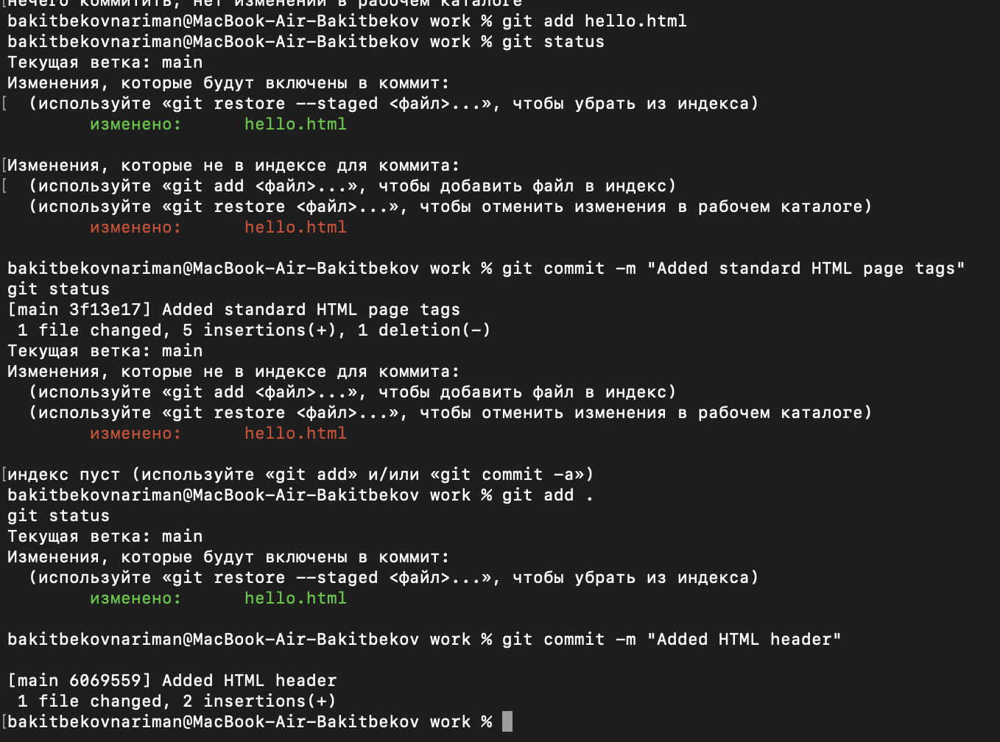 нечего коммитить, нет изменений в рабочем каталоге
bakitbekovnariman@MacBook-Air-Bakitbekov work % git add hello.html
bakitbekovnariman@MacBook-Air-Bakitbekov work % git status
Текущая ветка: main
Изменения, которые будут включены в коммит:
[  (используйте «git restore --staged <файл>...», чтобы убрать из индекса)
изменено:      hello.html
[Изменения, которые не в индексе для коммита:
[  (используйте «git add <файл>...», чтобы добавить файл в индекс)
(используйте «git restore <файл>...», чтобы отменить изменения в рабочем каталоге)
изменено:      hello.html
bakitbekovnariman@MacBook-Air-Bakitbekov work % git commit -m "Added standard HTML page tags"
git status
[main 3f13e17] Added standard HTML page tags
1 file changed, 5 insertions(+), 1 deletion(-)
Текущая ветка: main
Изменения, которые не в индексе для коммита:
(используйте «git add <файл>...», чтобы добавить файл в индекс)
(используйте «git restore <файл>...», чтобы отменить изменения в рабочем каталоге)
изменено:      hello.html
[индекс пуст (используйте «git add» и/или «git commit -a»)
bakitbekovnariman@MacBook-Air-Bakitbekov work % git add .
git status
Текущая ветка: main
Изменения, которые будут включены в коммит:
(используйте «git restore --staged <файл>...», чтобы убрать из индекса)
изменено:      hello.html
bakitbekovnariman@MacBook-Air-Bakitbekov work % git commit -m "Added HTML header"
[main 6069559] Added HTML header
1 file changed, 2 insertions(+)
[bakitbekovnariman@MacBook-Air-Bakitbekov work %